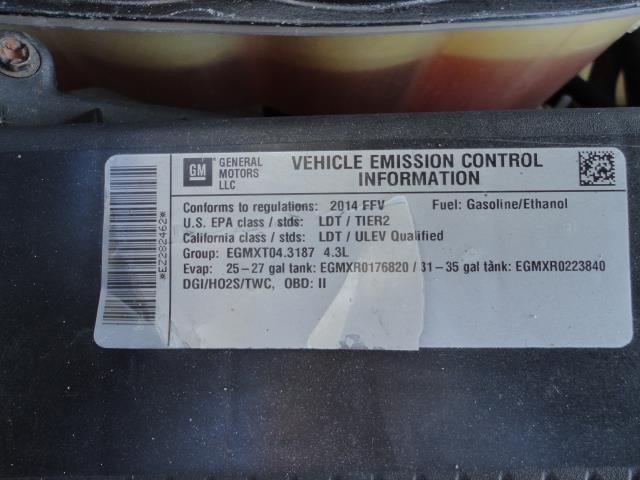 GM GENERAL MOTORS LLC
VEHICLE EMISSION CONTROL INFORMATION
Conforms to regulations: 2014 FFV Fuel: Gasoline/Ethanol
U.S. EPA class / stds: LDT / TIER2
California class / stds: LDT / ULEV Qualified
Group: EGMXT04.3187 4.3L
Evap: 25-27 gal tank: EGMXR0176820 / 31-35 gal tank: EGMXR0223840
DGI/HO2S/TWC, OBD: II
*EZ282462*